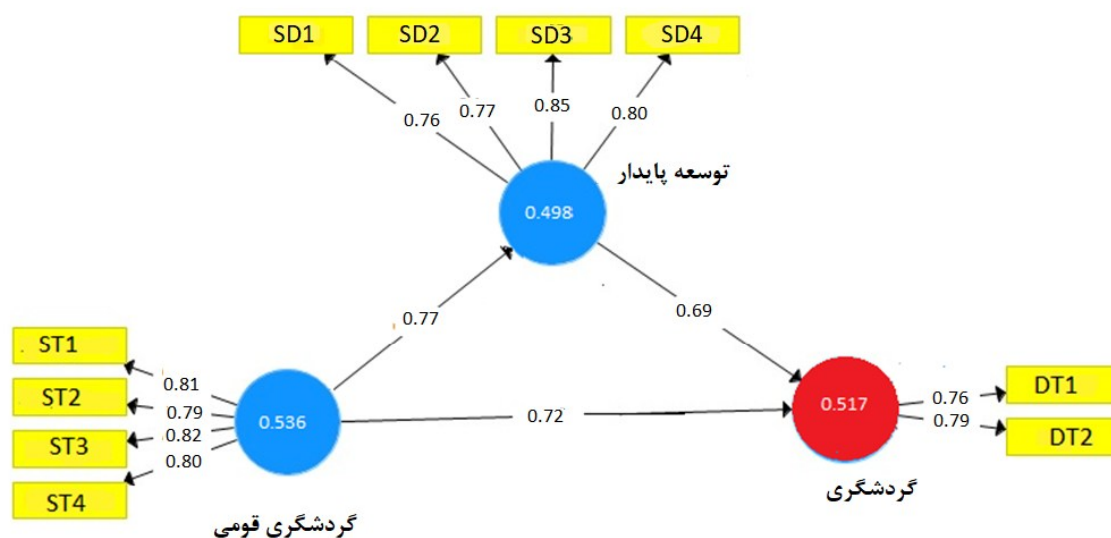 SD1 SD2 SD3 SD4
0.76 0.77 0.85 0.80
توسعه پایدار
0.498
0.77 0.69
ST1
ST2
ST3
ST4
0.81
0.79
0.82
0.80
0.536
0.72
0.517
0.76
0.79
DT1
DT2
گردشگری
گردشگری قومی